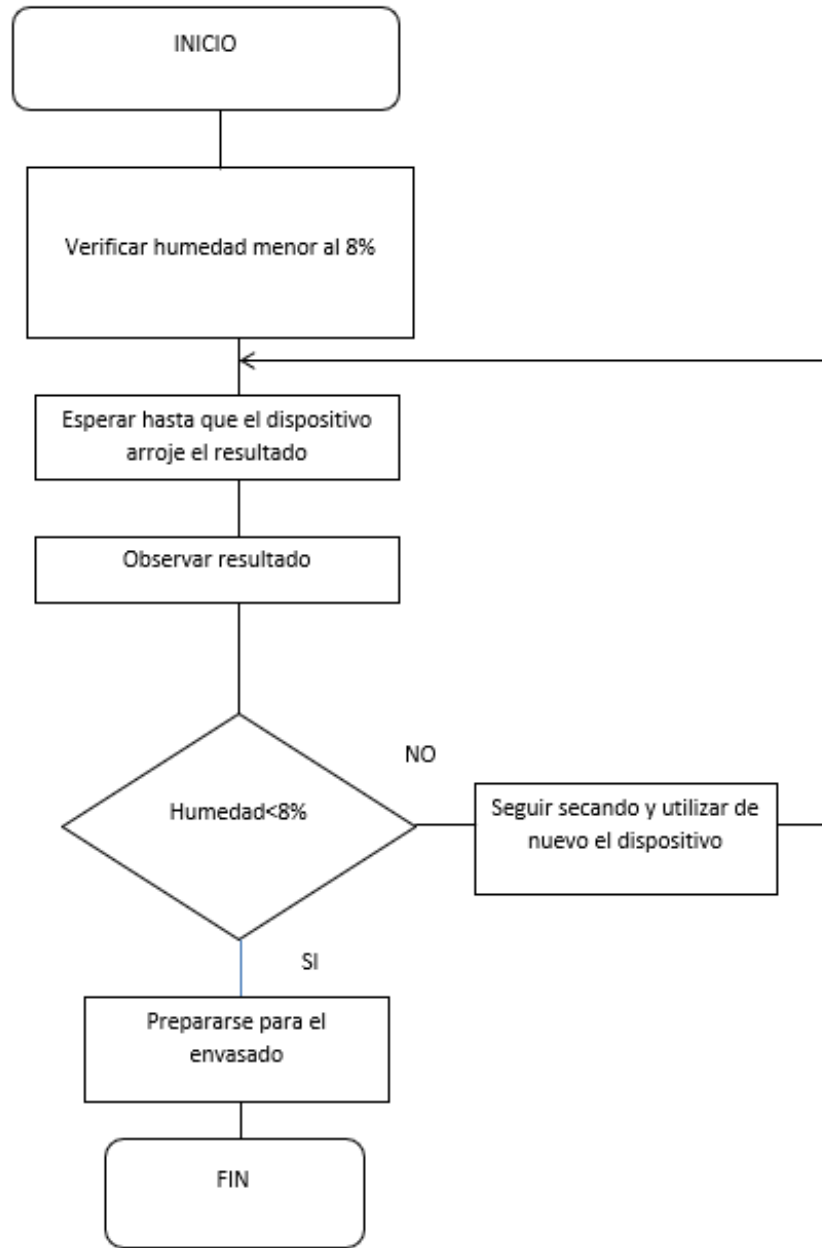 INICIO
Verificar humedad menor al 8%
Esperar hasta que el dispositivo
arroje el resultado
Observar resultado
Humedad<8%
NO
Seguir secando y utilizar de
nuevo el dispositivo
SI
Prepararse para el
envasado
FIN